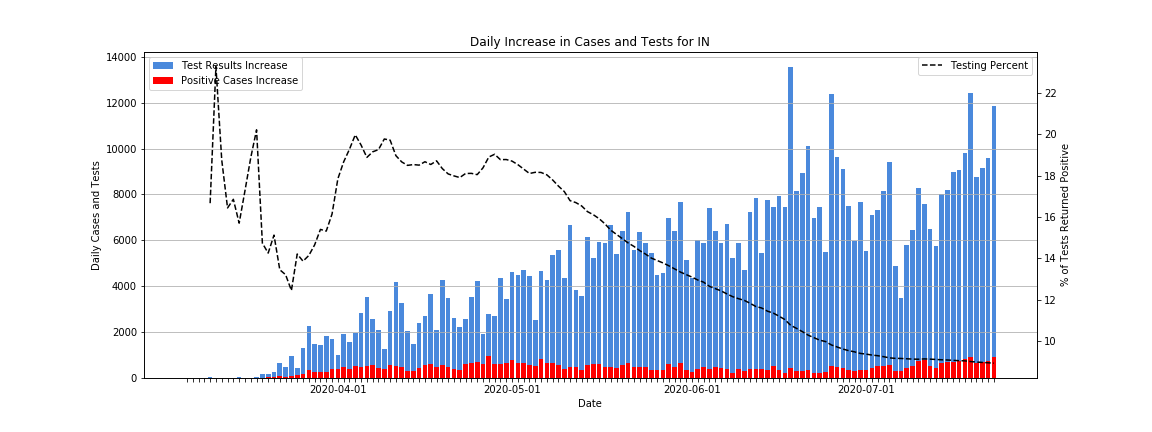 Daily Increase in Cases and Tests for IN
Test Results Increase
Positive Cases Increase
Testing Percent
14000
12000
10000
8000
6000
4000
2000
0
Daily Cases and Tests
22
20
18
16
14
12
10
% of Tests Returned Positive
2020-04-01
2020-05-01
2020-06-01
2020-07-01
Date